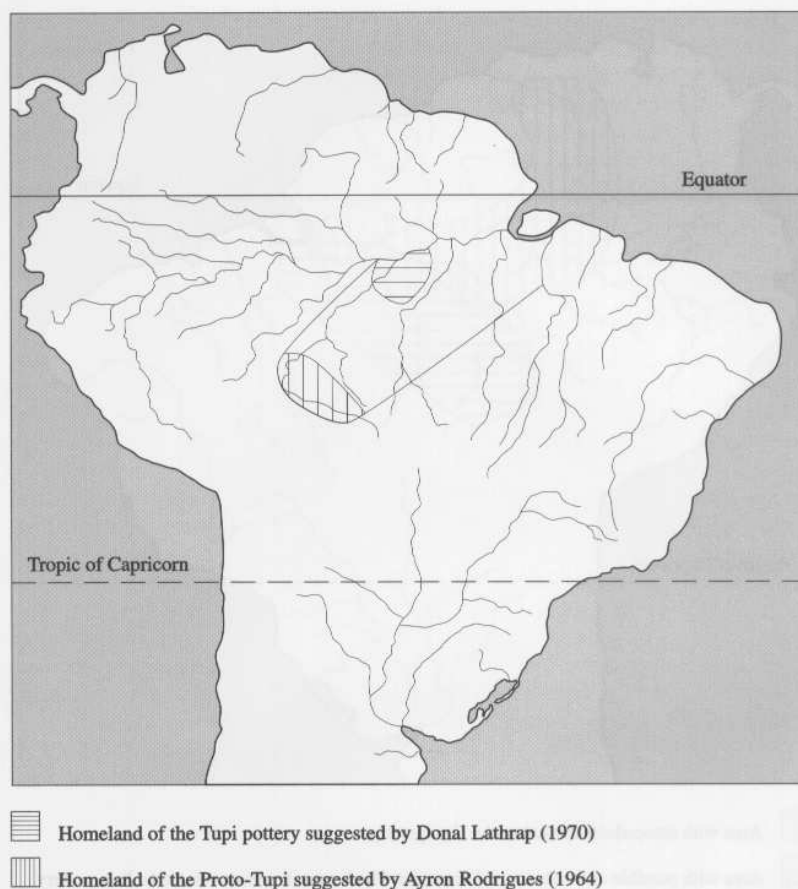 Equator
Tropic of Capricorn
Homeland of the Tupi pottery suggested by Donal Lathrap (1970)
Homeland of the Proto-Tupi suggested by Ayron Rodrigues (1964)